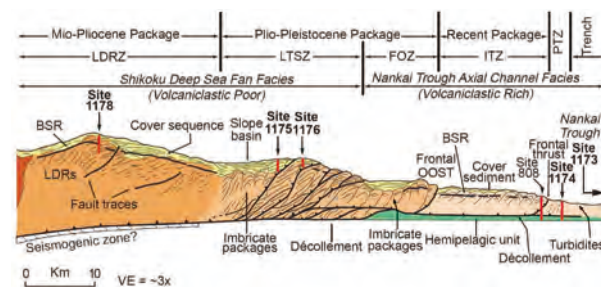 Mio-Pliocene Package
Plio-Pleistocene Package
Recent Package
PTZ
Trench
LDRZ
LTSZ
FOZ
ITZ
Shikoku Deep Sea Fan Facies
(Volcaniclastic Poor)
Nankai Trough Axial Channel Facies
(Volcaniclastic Rich)
Site
1178
BSR
Cover sequence
Slope
basin
Site
1175
Site
1176
LDRs
Fault traces
Frontal
OOST
BSR
Cover
sediment
Site
808
Frontal
thrust
Site
1174
Nankai
Trough
Site
1173
Seismogenic zone?
Imbricate
packages
Décollement
Imbricate
packages
Hemipelagic unit
Décollement
Turbidites
Km
0 10
VE = ~3x